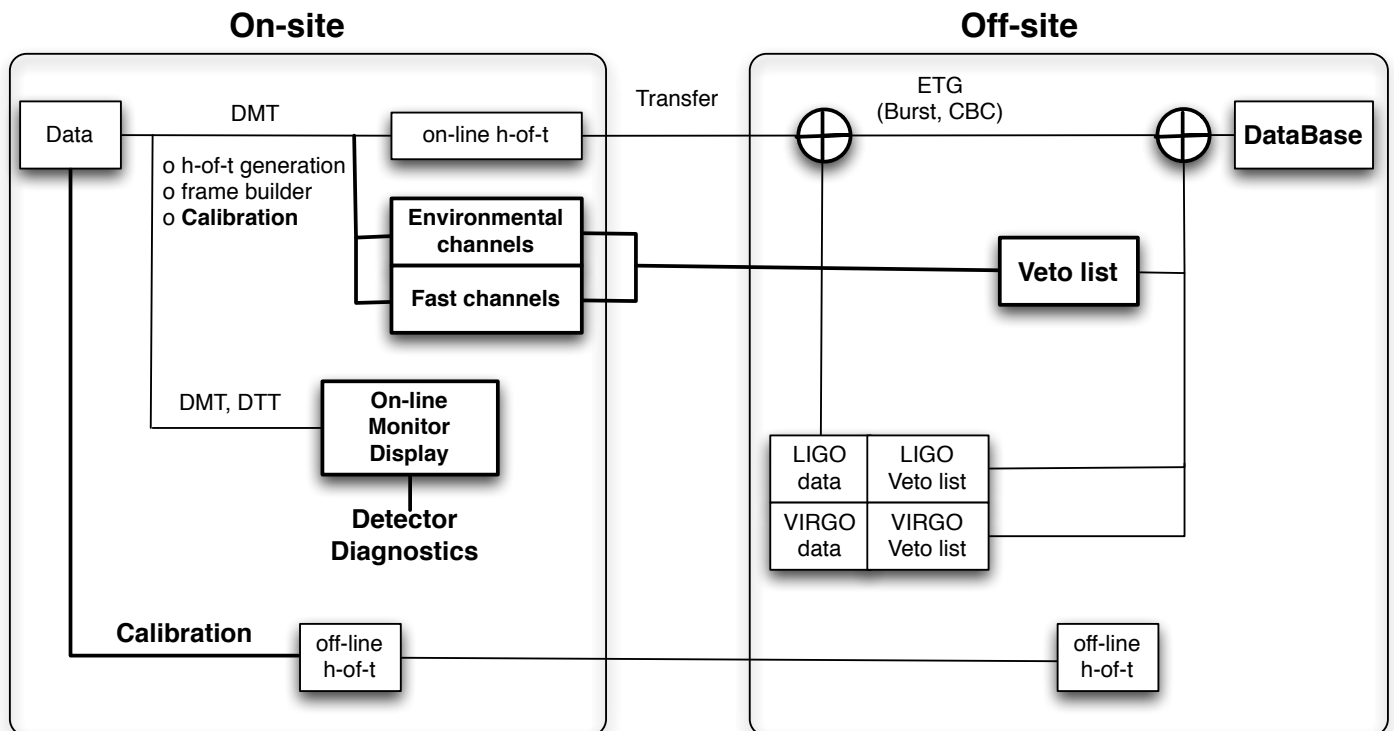 On-site
Off-site
Data
DMT
o h-of-t generation
o frame builder
o Calibration
on-line h-of-t
Environmental
channels
Fast channels
DMT, DTT
On-line
Monitor
Display
Detector
Diagnostics
Calibration
off-line
h-of-t
Transfer
ETG
(Burst, CBC)
DataBase
Veto list
LIGO
data
LIGO
Veto list
VIRGO
data
VIRGO
Veto list
off-line
h-of-t